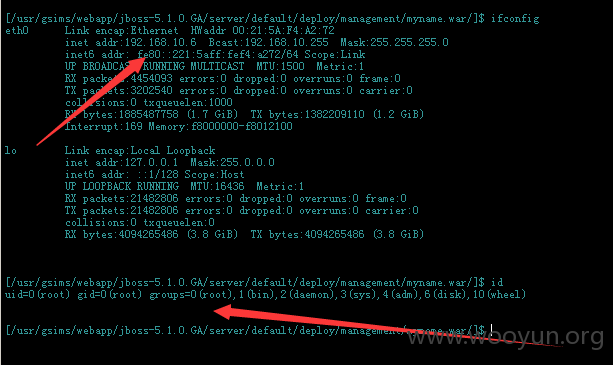 [/usr/gsims/webapp/jboss-5.1.0.GA/server/default/deploy/management/myname.war/]$ ifconfig
eth0 Link encap:Ethernet HWaddr 00:21:5A:F4:A2:72
inet addr:192.168.10.6 Bcast:192.168.10.255 Mask:255.255.255.0
inet6 addr: fe80::221:5aff:fef4:a272/64 Scope:Link
UP BROADCAST RUNNING MULTICAST MTU:1500 Metric:1
RX packets:4454093 errors:0 dropped:0 overruns:0 frame:0
TX packets:3202540 errors:0 dropped:0 overruns:0 carrier:0
collisions:0 txqueuelen:1000
RX bytes:1885487758 (1.7 GiB) TX bytes:1382209110 (1.2 GiB)
Interrupt:169 Memory:f8000000-f8012100
lo Link encap:Local Loopback
inet addr:127.0.0.1 Mask:255.0.0.0
inet6 addr: ::1/128 Scope:Host
UP LOOPBACK RUNNING MTU:16436 Metric:1
RX packets:21482806 errors:0 dropped:0 overruns:0 frame:0
TX packets:21482806 errors:0 dropped:0 overruns:0 carrier:0
collisions:0 txqueuelen:0
RX bytes:4094265486 (3.8 GiB) TX bytes:4094265486 (3.8 GiB)
[/usr/gsims/webapp/jboss-5.1.0.GA/server/default/deploy/management/myname.war/]$ id
uid=0(root) gid=0(root) groups=0(root),1(bin),2(daemon),3(sys),4(adm),6(disk),10(wheel)
[/usr/gsims/webapp/jboss-5.1.0.GA/server/default/deploy/management/myname.war/]$
www.wooyun.org